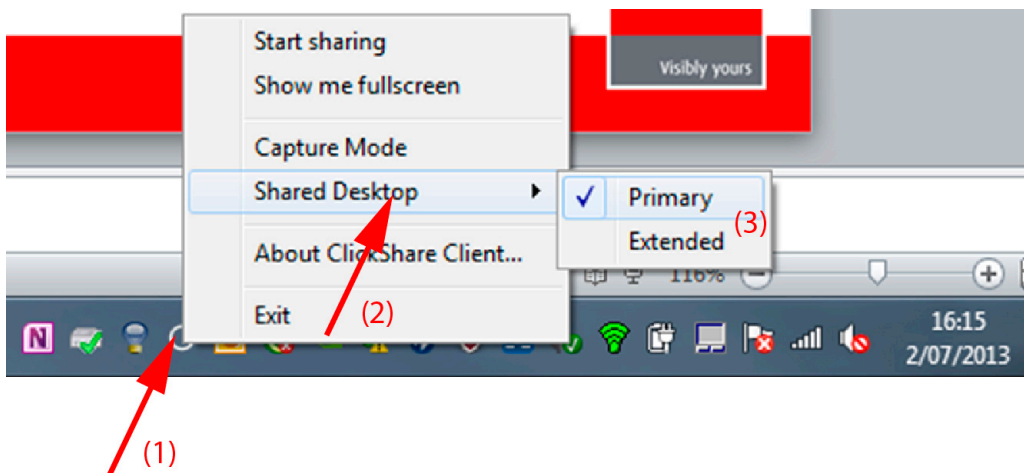 Visibly yours
Start sharing
Show me fullscreen
Capture Mode
Shared Desktop
Primary
(3)
Extended
About ClickShare Client...
116%
Exit
(2)
N
16:15
2/07/2013
(1)